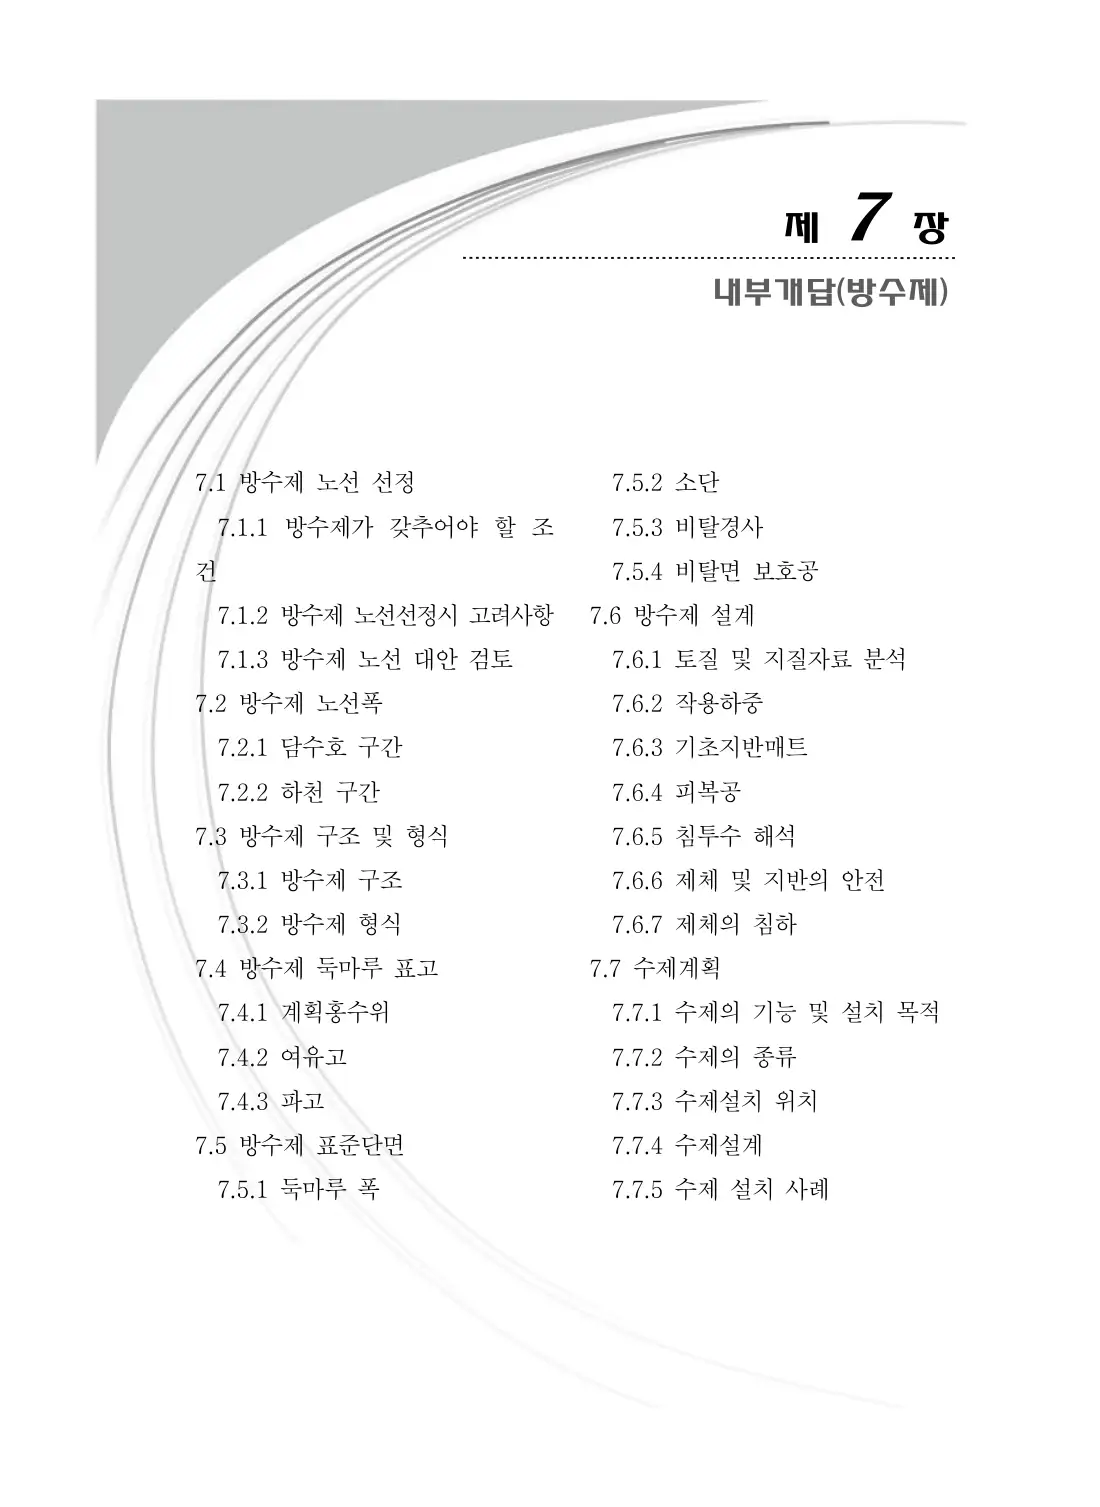 제 7 장
내부개답(방수제)
7.1 방수제 노선 선정
7.1.1 방수제가 갖추어야 할 조
건
7.1.2 방수제 노선선정시 고려사항
7.1.3 방수제 노선 대안 검토
7.2 방수제 노선폭
7.2.1 담수호 구간
7.2.2 하천 구간
7.3 방수제 구조 및 형식
7.3.1 방수제 구조
7.3.2 방수제 형식
7.4 방수제 둑마루 표고
7.4.1 계획홍수위
7.4.2 여유고
7.4.3 파고
7.5 방수제 표준단면
7.5.1 둑마루 폭
7.5.2 소단
7.5.3 비탈경사
7.5.4 비탈면 보호공
7.6 방수제 설계
7.6.1 토질 및 지질자료 분석
7.6.2 작용하중
7.6.3 기초지반매트
7.6.4 피복공
7.6.5 침투수 해석
7.6.6 제체 및 지반의 안전
7.6.7 제체의 침하
7.7 수제계획
7.7.1 수제의 기능 및 설치 목적
7.7.2 수제의 종류
7.7.3 수제설치 위치
7.7.4 수제설계
7.7.5 수제 설치 사례